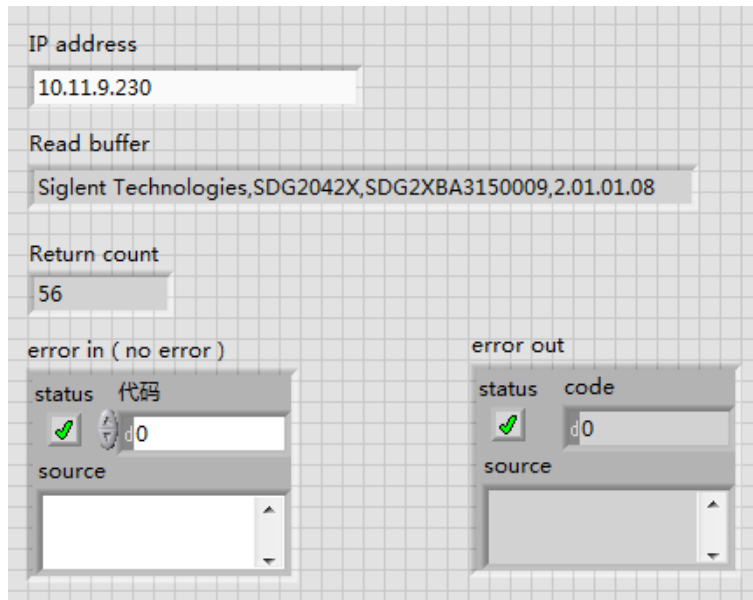 IP address
10.11.9.230
Read buffer
Siglent Technologies,SDG2042X,SDG2XBA3150009,2.01.01.08
Return count
56
error in ( no error )
status 代码
d0
source
error out
status code
d0
source